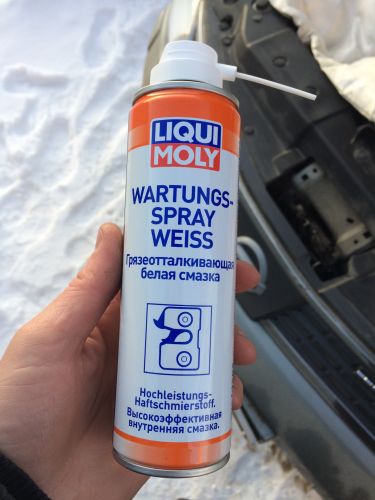 LIQUI
MOLY
WARTUNGS-
SPRAY
WEISS
Грязеотталкивающая
белая смазка
Hochleistungs-
Haftschmierstoff.
Высокоэффективная
внутренняя смазка.